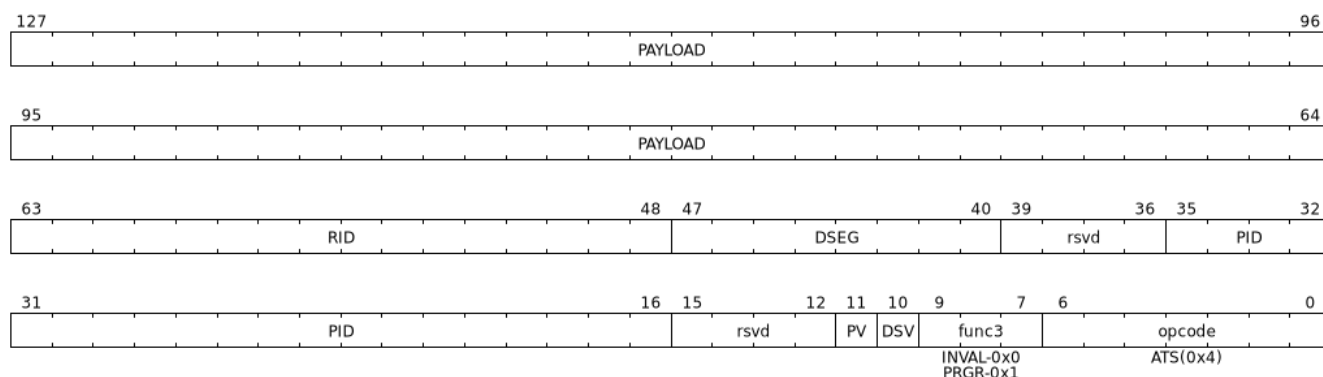 127 96
PAYLOAD
95 64
PAYLOAD
63 48 47 40 39 36 35 32
RID DSEG rsvd PID
31 16 15 12 11 10 9 7 6 0
PID rsvd PV DSV func3 opcode
INVAL-0x0 ATS(0x4)
PRGR-0x1